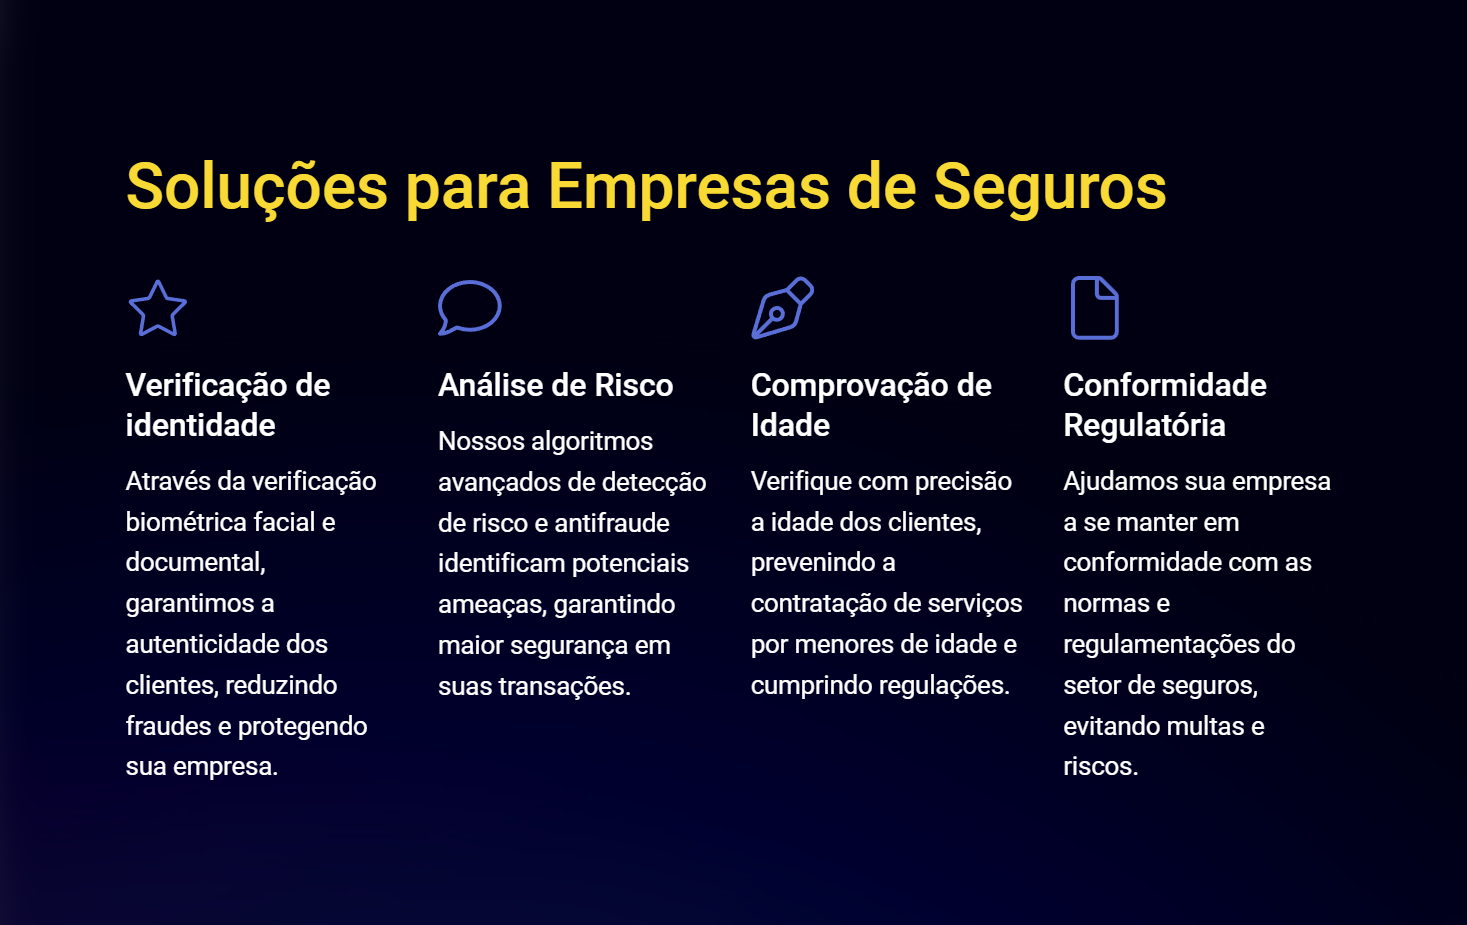 Soluções para Empresas de Seguros
Verificação de
identidade
Através da verificação
biométrica facial e
documental,
garantimos a
autenticidade dos
clientes, reduzindo
fraudes e protegendo
sua empresa.
Análise de Risco
Nossos algoritmos
avançados de detecção
de risco e antifraude
identificam potenciais
ameaças, garantindo
maior segurança em
suas transações.
Comprovação de
Idade
Verifique com precisão
a idade dos clientes,
prevenindo a
contratação de serviços
por menores de idade e
cumprindo regulações.
Conformidade
Regulatória
Ajudamos sua empresa
a se manter em
conformidade com as
normas e
regulamentações do
setor de seguros,
evitando multas e
riscos.